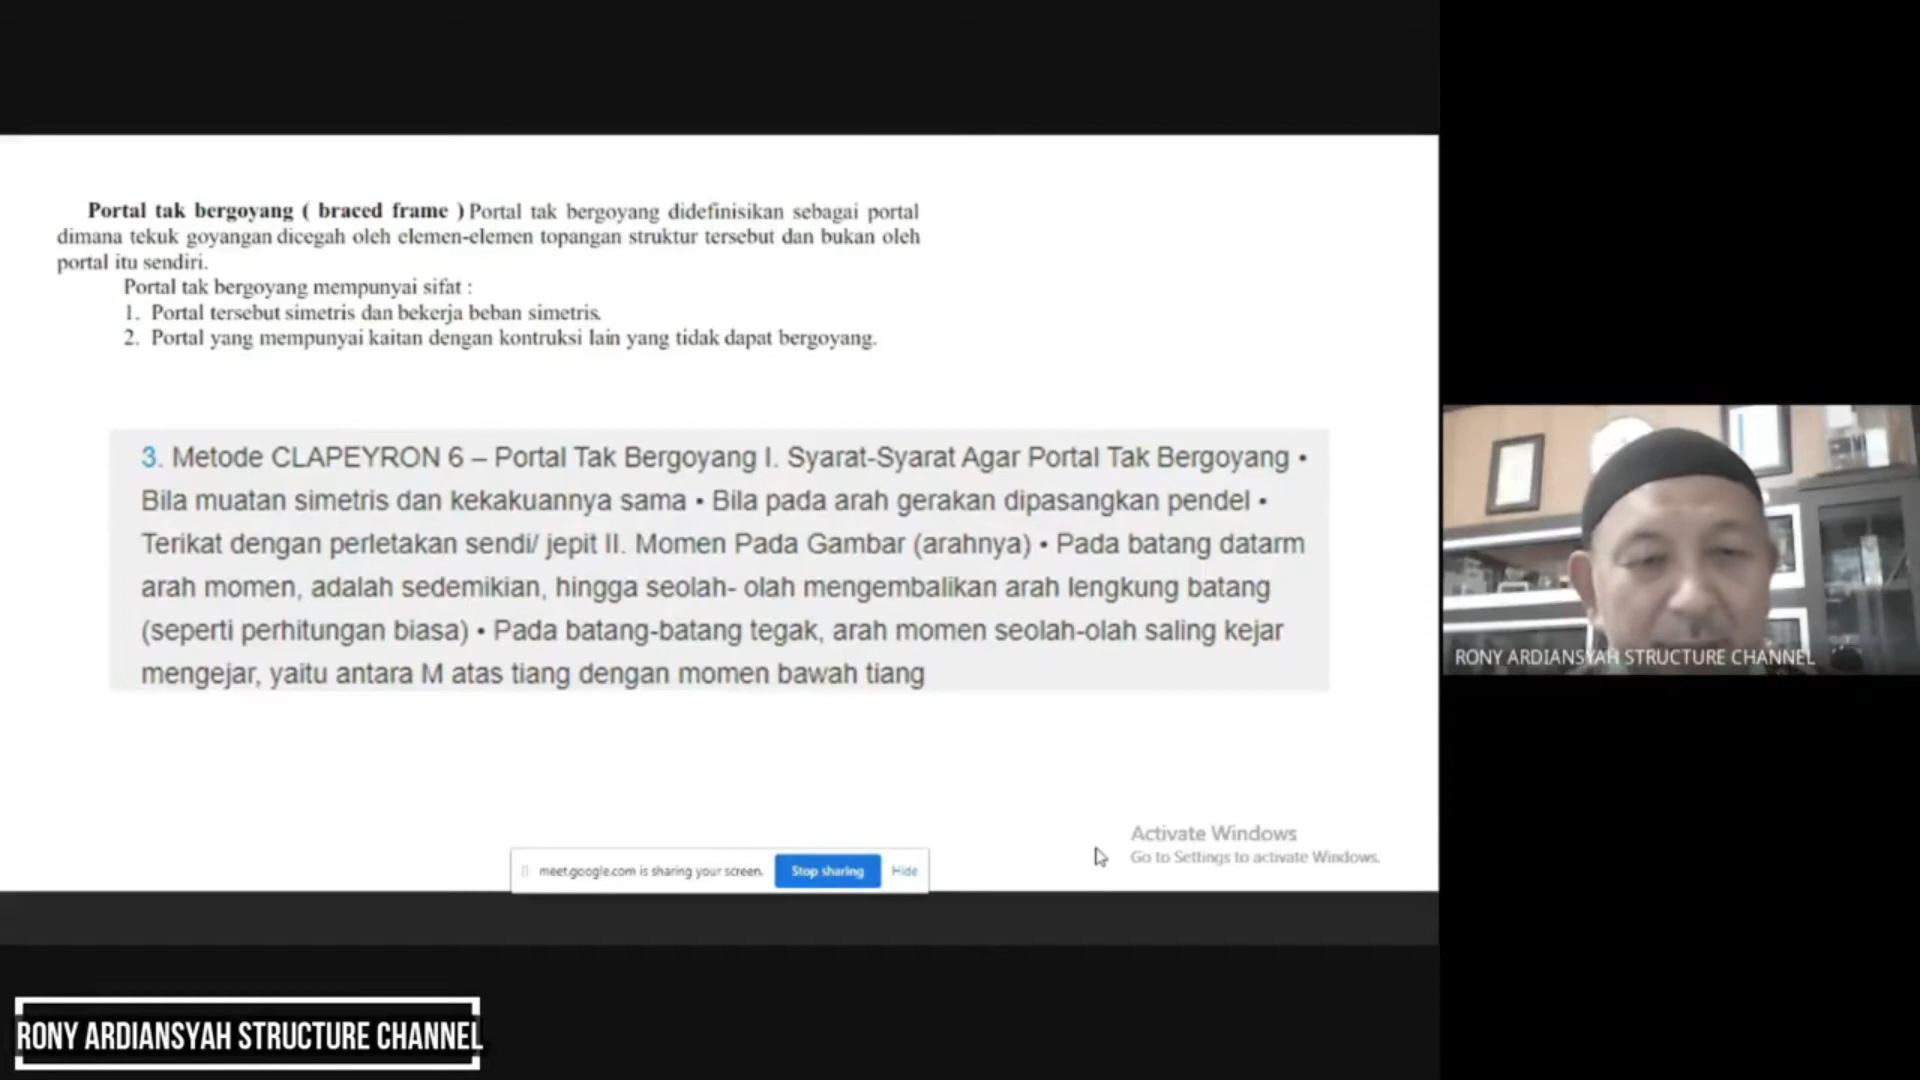 Portal tak bergoyang ( braced frame ) Portal tak bergoyang didefinisikan sebagai portal
dimana tekuk goyangan dicegah oleh elemen-elemen topangan struktur tersebut dan bukan oleh
portal itu sendiri.
Portal tak bergoyang mempunyai sifat :
1. Portal tersebut simetris dan bekerja beban simetris.
2. Portal yang mempunyai kaitan dengan kontruksi lain yang tidak dapat bergoyang.
3. Metode CLAPEYRON 6 – Portal Tak Bergoyang I. Syarat-Syarat Agar Portal Tak Bergoyang •
Bila muatan simetris dan kekakuannya sama • Bila pada arah gerakan dipasangkan pendel •
Terikat dengan perletakan sendi/ jepit II. Momen Pada Gambar (arahnya) • Pada batang datarm
arah momen, adalah sedemikian, hingga seolah- olah mengembalikan arah lengkung batang
(seperti perhitungan biasa) • Pada batang-batang tegak, arah momen seolah-olah saling kejar
mengejar, yaitu antara M atas tiang dengan momen bawah tiang
Activate Windows
Go to Settings to activate Windows.
meet.google.com is sharing your screen.
Stop sharing
Hide
RONY ARDIANSYAH STRUCTURE CHANNEL
RONY ARDIANSYAH STRUCTURE CHANNEL